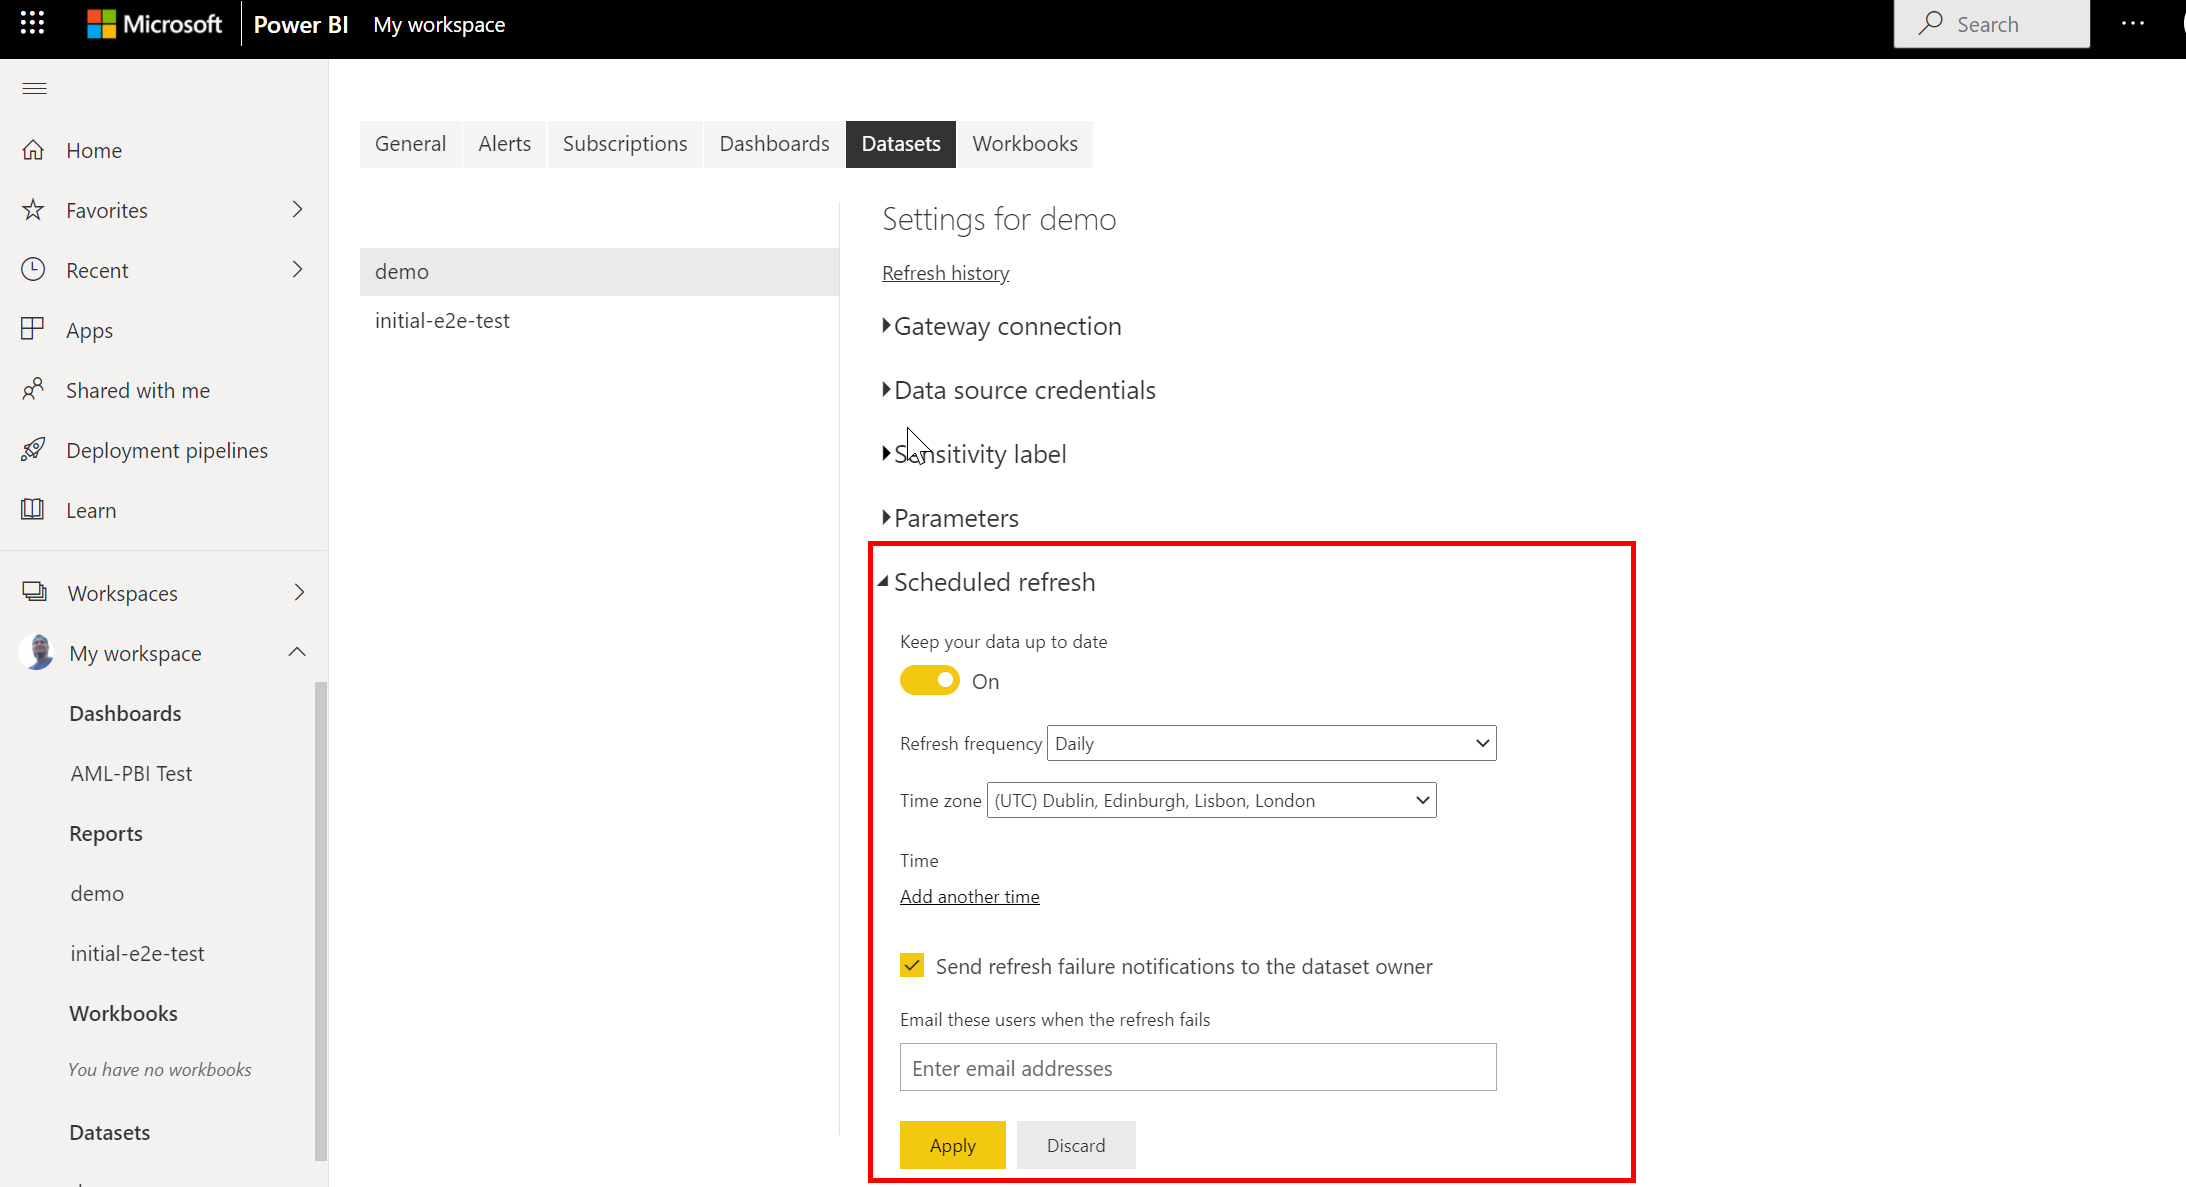 Microsoft Power BI My workspace Search
General Alerts Subscriptions Dashboards Datasets Workbooks
Home
Favorites
Recent
Apps
Shared with me
Deployment pipelines
Learn
Workspaces
My workspace
Dashboards
AML-PBI Test
Reports
demo
initial-e2e-test
Workbooks
You have no workbooks
Datasets
demo
initial-e2e-test
Settings for demo
Refresh history
Gateway connection
Data source credentials
Sensitivity label
Parameters
Scheduled refresh
Keep your data up to date
On
Refresh frequency Daily
Time zone (UTC) Dublin, Edinburgh, Lisbon, London
Time
Add another time
Send refresh failure notifications to the dataset owner
Email these users when the refresh fails
Enter email addresses
Apply Discard